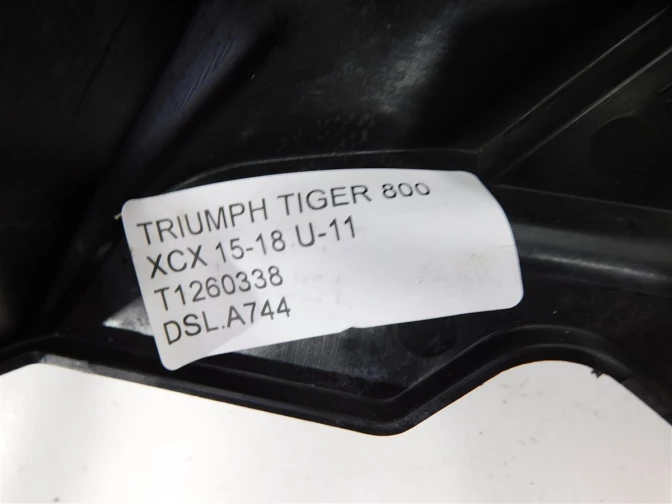 TRIUMPH TIGER 800
XCX 15-18 U-11
T1260338
DSL.A744